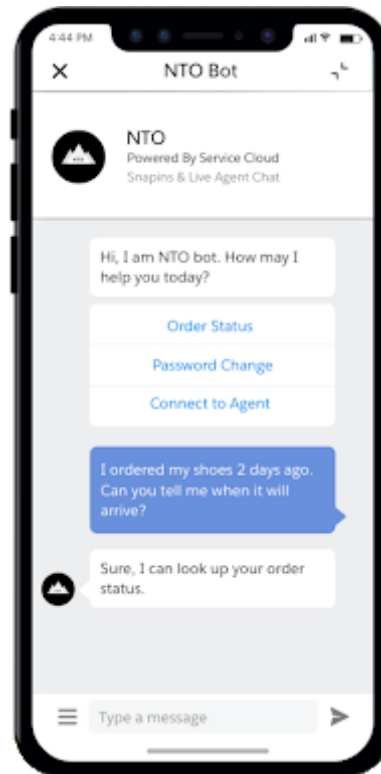 4:44 PM
NTO Bot
NTO
Powered By Service Cloud
Snapins & Live Agent Chat
Hi, I am NTO bot. How may I
help you today?
Order Status
Password Change
Connect to Agent
I ordered my shoes 2 days ago.
Can you tell me when it will
arrive?
Sure, I can look up your order
status.
Type a message